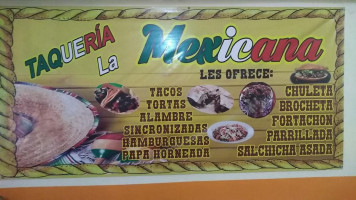 TAQUERÍA
La
Mexicana
LES OFRECE:
TACOS
TORTAS
ALAMBRE
SINCRONIZADAS
HAMBURGUESAS
PAPA HORNEADA
CHULETA
BROCHETA
FORTACHON
PARRILLADA
SALCHICHA ASADA